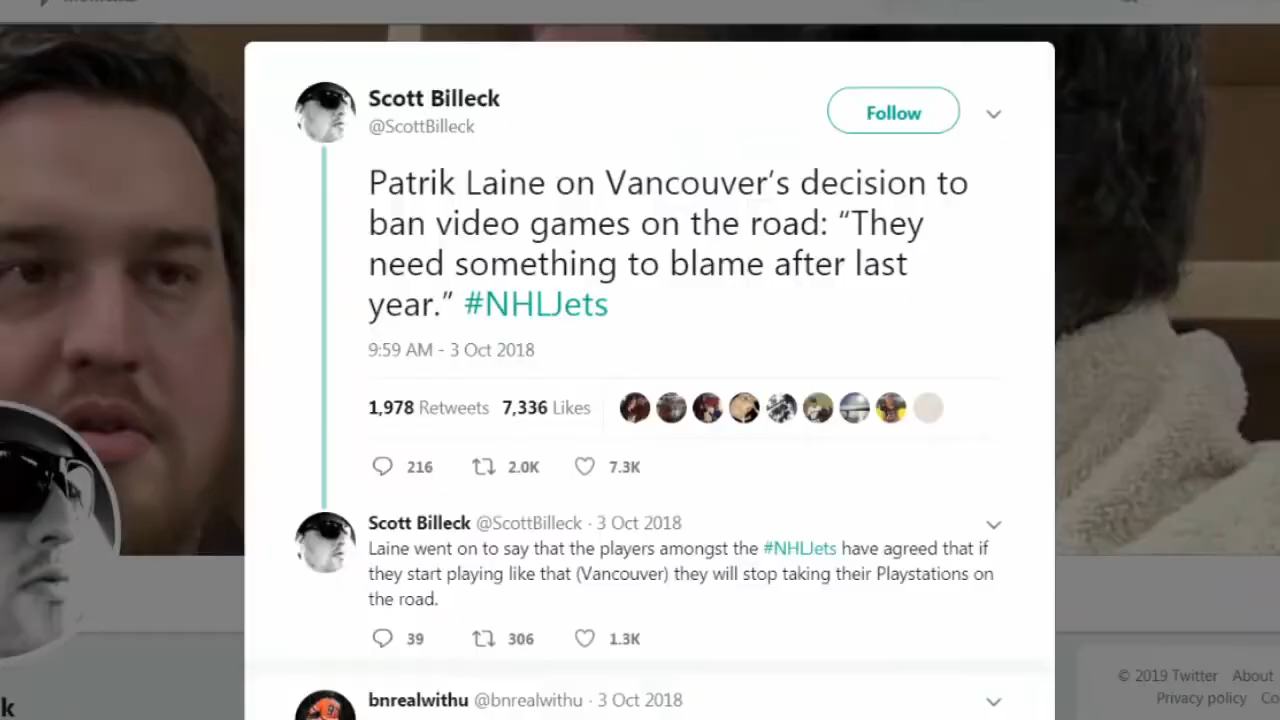 Scott Billeck
@ScottBilleck
Follow
Patrik Laine on Vancouver's decision to
ban video games on the road: “They
need something to blame after last
year.” #NHLJets
9:59 AM - 3 Oct 2018
1,978 Retweets 7,336 Likes
216 2.0K 7.3K
Scott Billeck @ScottBilleck · 3 Oct 2018
Laine went on to say that the players amongst the #NHLJets have agreed that if
they start playing like that (Vancouver) they will stop taking their Playstations on
the road.
39 306 1.3K
© 2019 Twitter About
Privacy policy
bnrealwithu @bnrealwithu · 3 Oct 2018
k